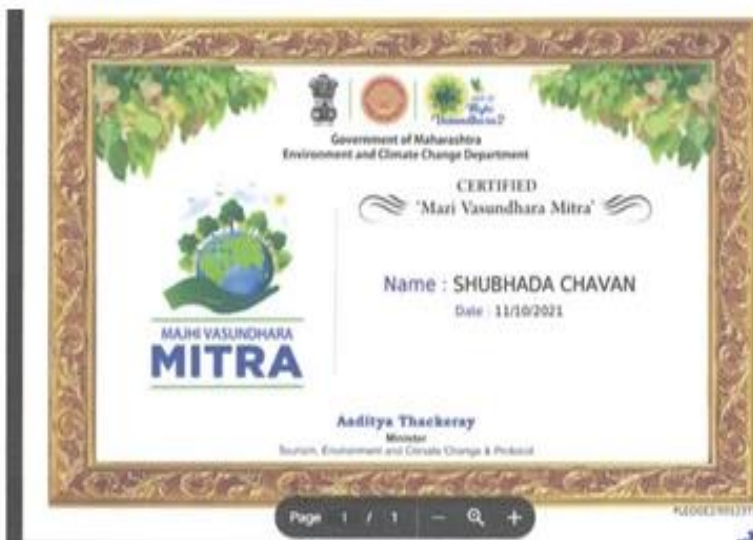 Government of Maharashtra
Environment and Climate Change Department
CERTIFIED
'Mazi Vasundhara Mitra'
Name : SHUBHADA CHAVAN
Date : 11/10/2021
MAJHI VASUNDHARA
MITRA
Aaditya Thackeray
Minister
Tourism, Environment and Climate Change & Protocol
Page 1 / 1 − +